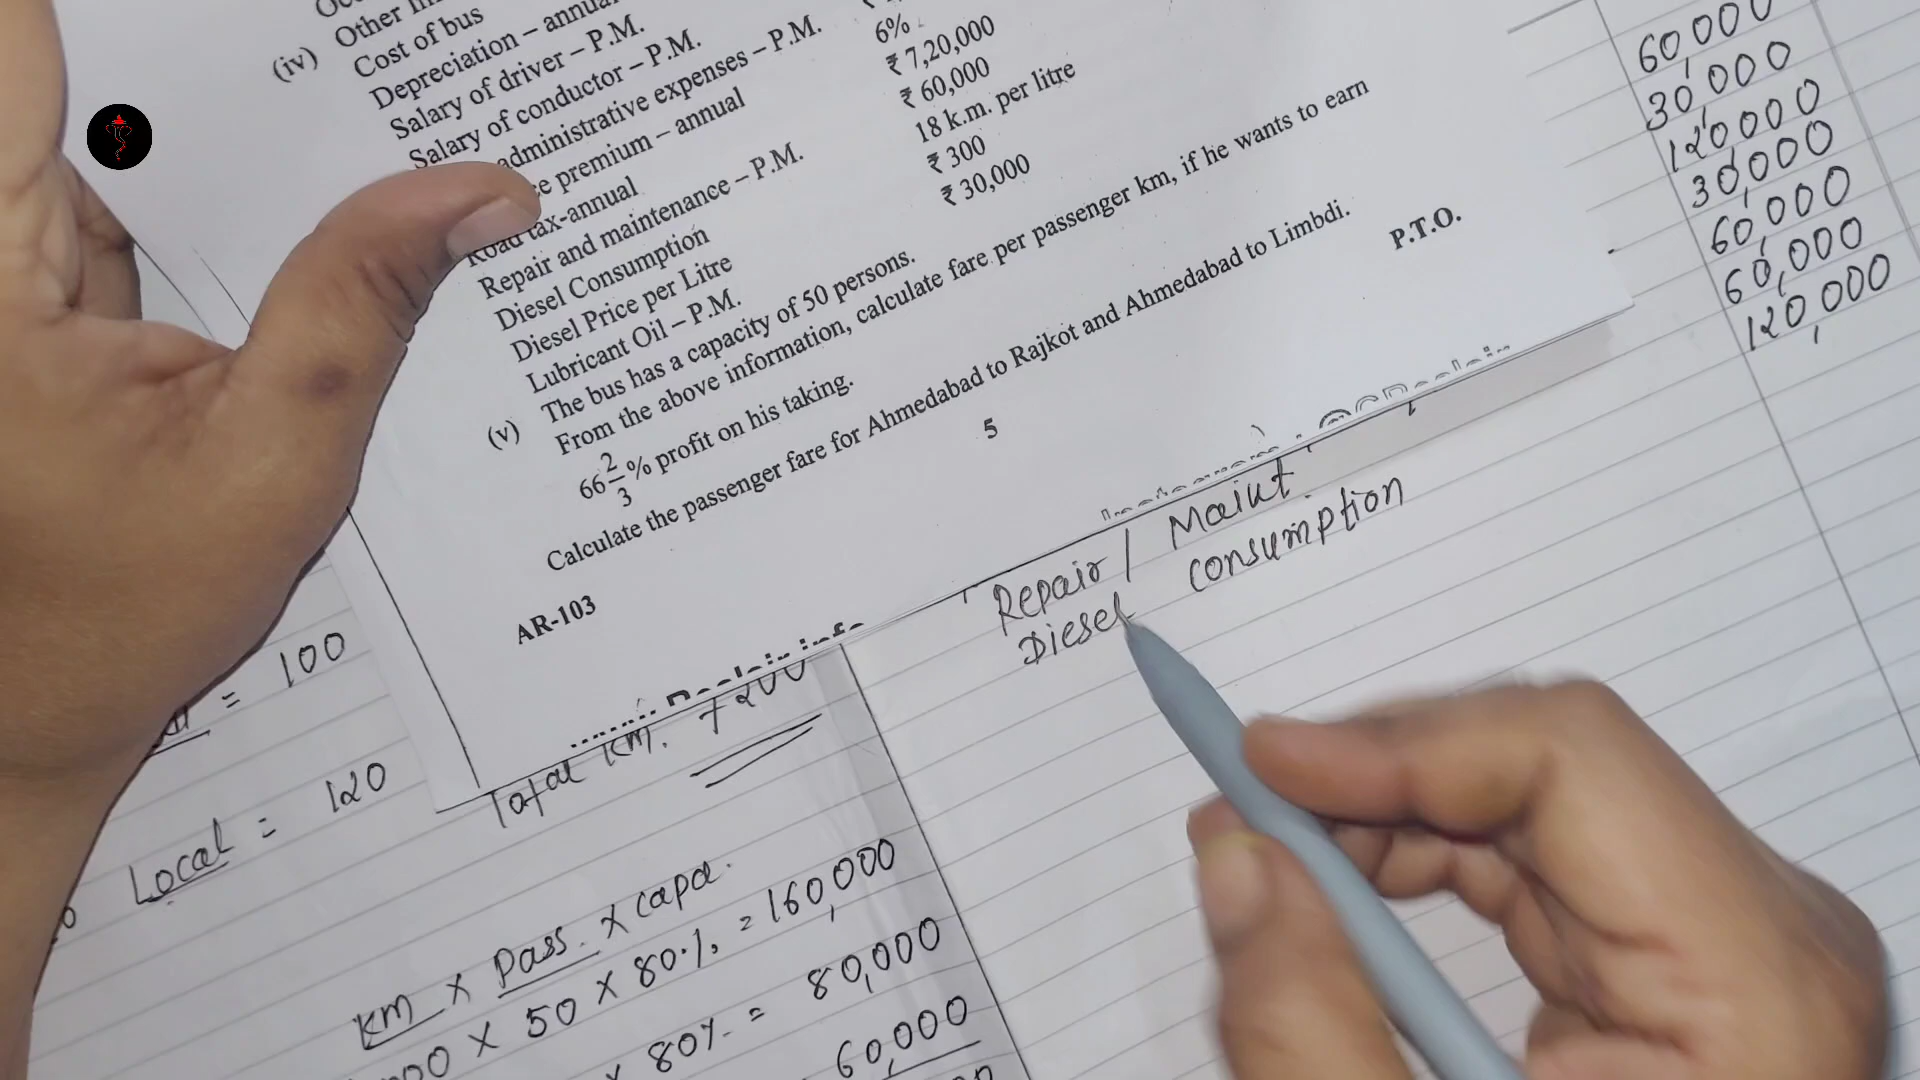 (iv) Other
Cost of bus
Depreciation – annual
Salary of driver – P.M.
Salary of conductor – P.M.
administrative expenses – P.M.
premium – annual
Road tax-annual
Repair and maintenance – P.M.
Diesel Consumption
Diesel Price per Litre
Lubricant Oil – P.M.
6%
₹ 7,20,000
₹ 60,000
18 k.m. per litre
₹ 300
₹ 30,000
(v) The bus has a capacity of 50 persons.
From the above information, calculate fare per passenger km, if he wants to earn
66 2/3 % profit on his taking.
Calculate the passenger fare for Ahmedabad to Rajkot and Ahmedabad to Limbdi.
5
P.T.O.
AR-103
60,000
30,000
120000
30,000
60,000
60,000
120,000
Repair / Maint.
Diesel consumption
= 100
Local = 120
Total Km. 7200
Km × Pass. × capa.
× 50 × 80% = 160,000
× 80% = 80,000
60,000